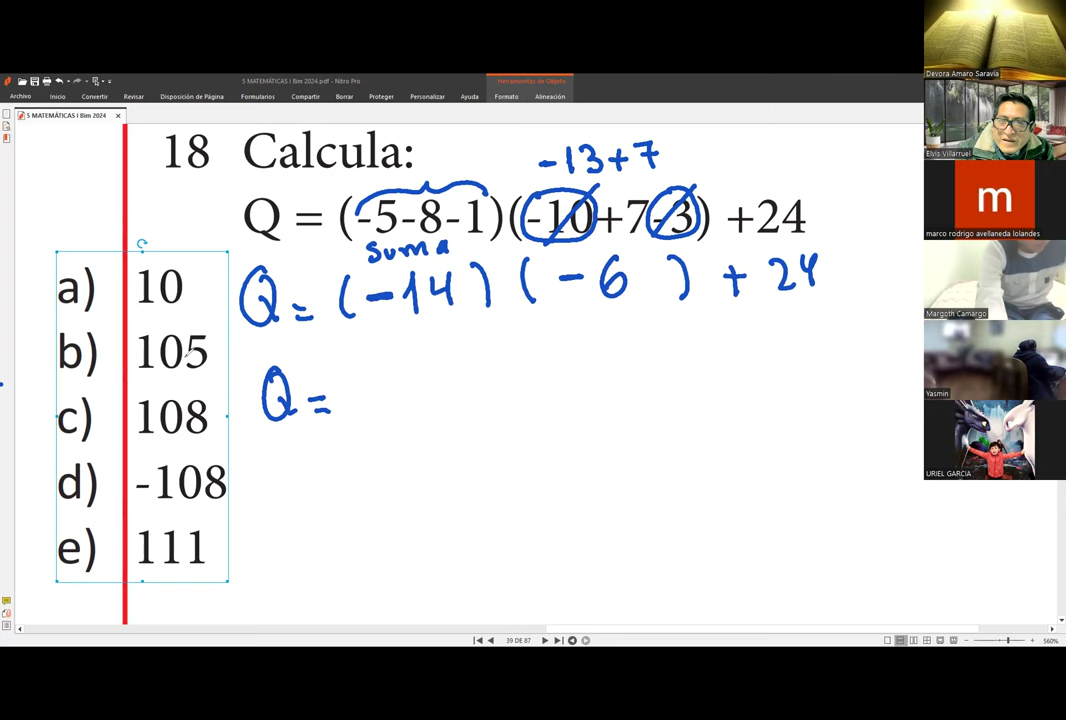 5 MATEMÁTICAS I Bim 2024.pdf - Nitro Pro
Herramientas de Objeto
Archivo Inicio Convertir Revisar Disposición de Página Formularios Compartir Borrar Proteger Personalizar Ayuda Formato Alineación
5 MATEMÁTICAS I Bim 2024 ×
18 Calcula:
-13+7
Q = (-5-8-1)(-10+7-3) +24
suma
Q = (-14) (-6) + 24
Q =
a) 10
b) 105
c) 108
d) -108
e) 111
39 DE 87
560%
Devora Amaro Saravia
Elvis Villarruel
m
marco rodrigo avellaneda lolandes
Margoth Camargo
Yasmin
URIEL GARCIA